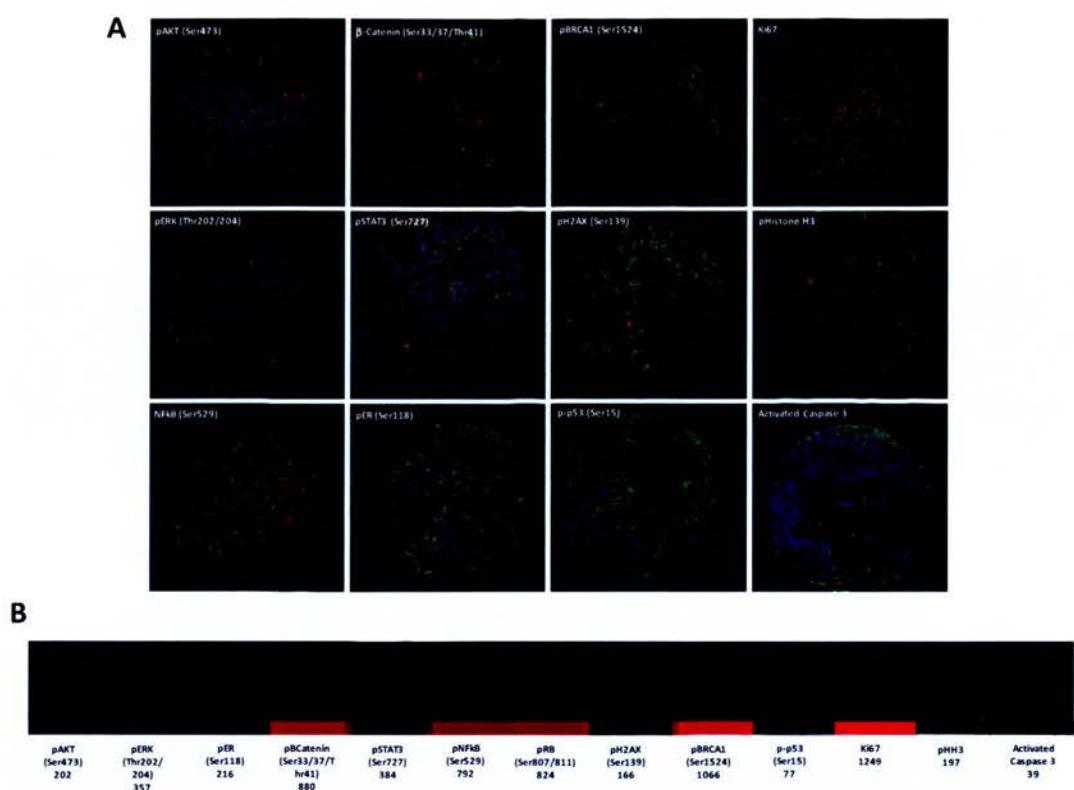 A
pAKT (Ser473)
β-Catenin (Ser33/37/Thr41)
pBRCA1 (Ser1524)
Ki67
pERK (Thr202/204)
pSTAT3 (Ser727)
pH2AX (Ser139)
pHistone H3
NFkB (Ser529)
pER (Ser118)
p-p53 (Ser15)
Activated Caspase 3
B
pAKT
(Ser473)
202
pERK
(Thr202/
204)
357
pER
(Ser118)
216
pBCatenin
(Ser33/37/T
hr41)
880
pSTAT3
(Ser727)
384
pNFkB
(Ser529)
792
pRB
(Ser807/811)
824
pH2AX
(Ser139)
166
pBRCA1
(Ser1524)
1066
p-p53
(Ser15)
77
Ki67
1249
pHH3
197
Activated
Caspase 3
39